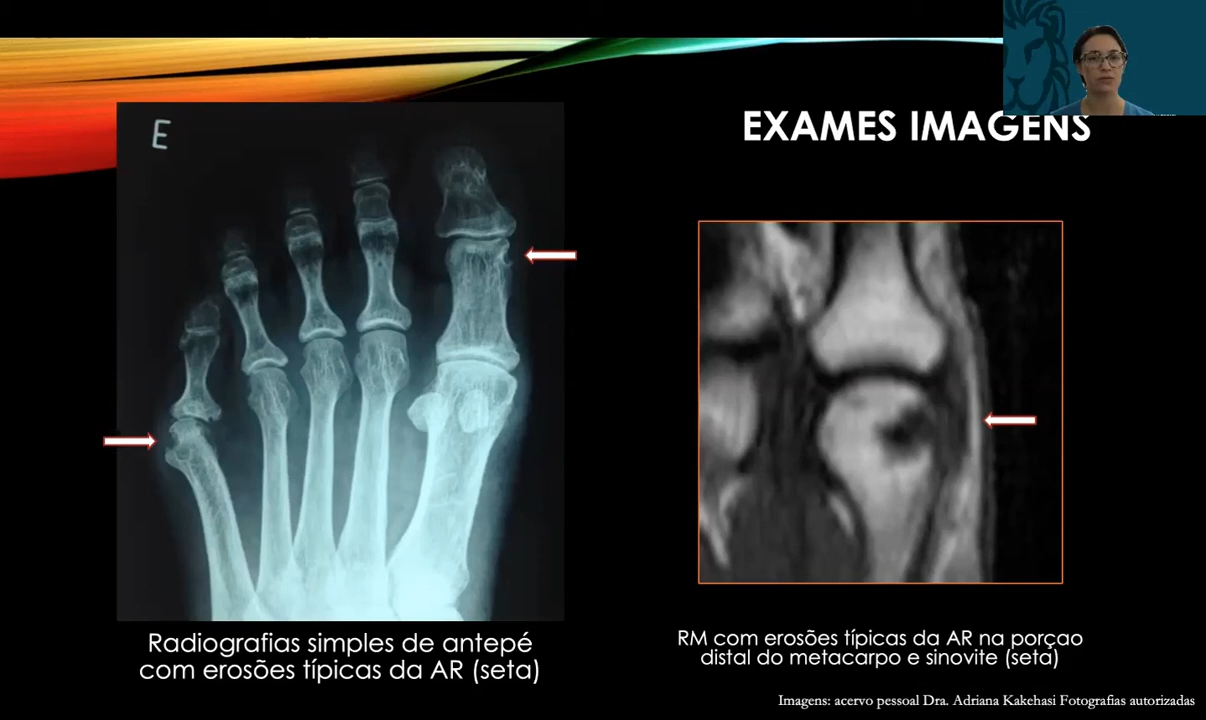 EXAMES IMAGENS
E
Radiografias simples de antepé
com erosões típicas da AR (seta)
RM com erosões típicas da AR na porçao
distal do metacarpo e sinovite (seta)
Imagens: acervo pessoal Dra. Adriana Kakehasi Fotografias autorizadas